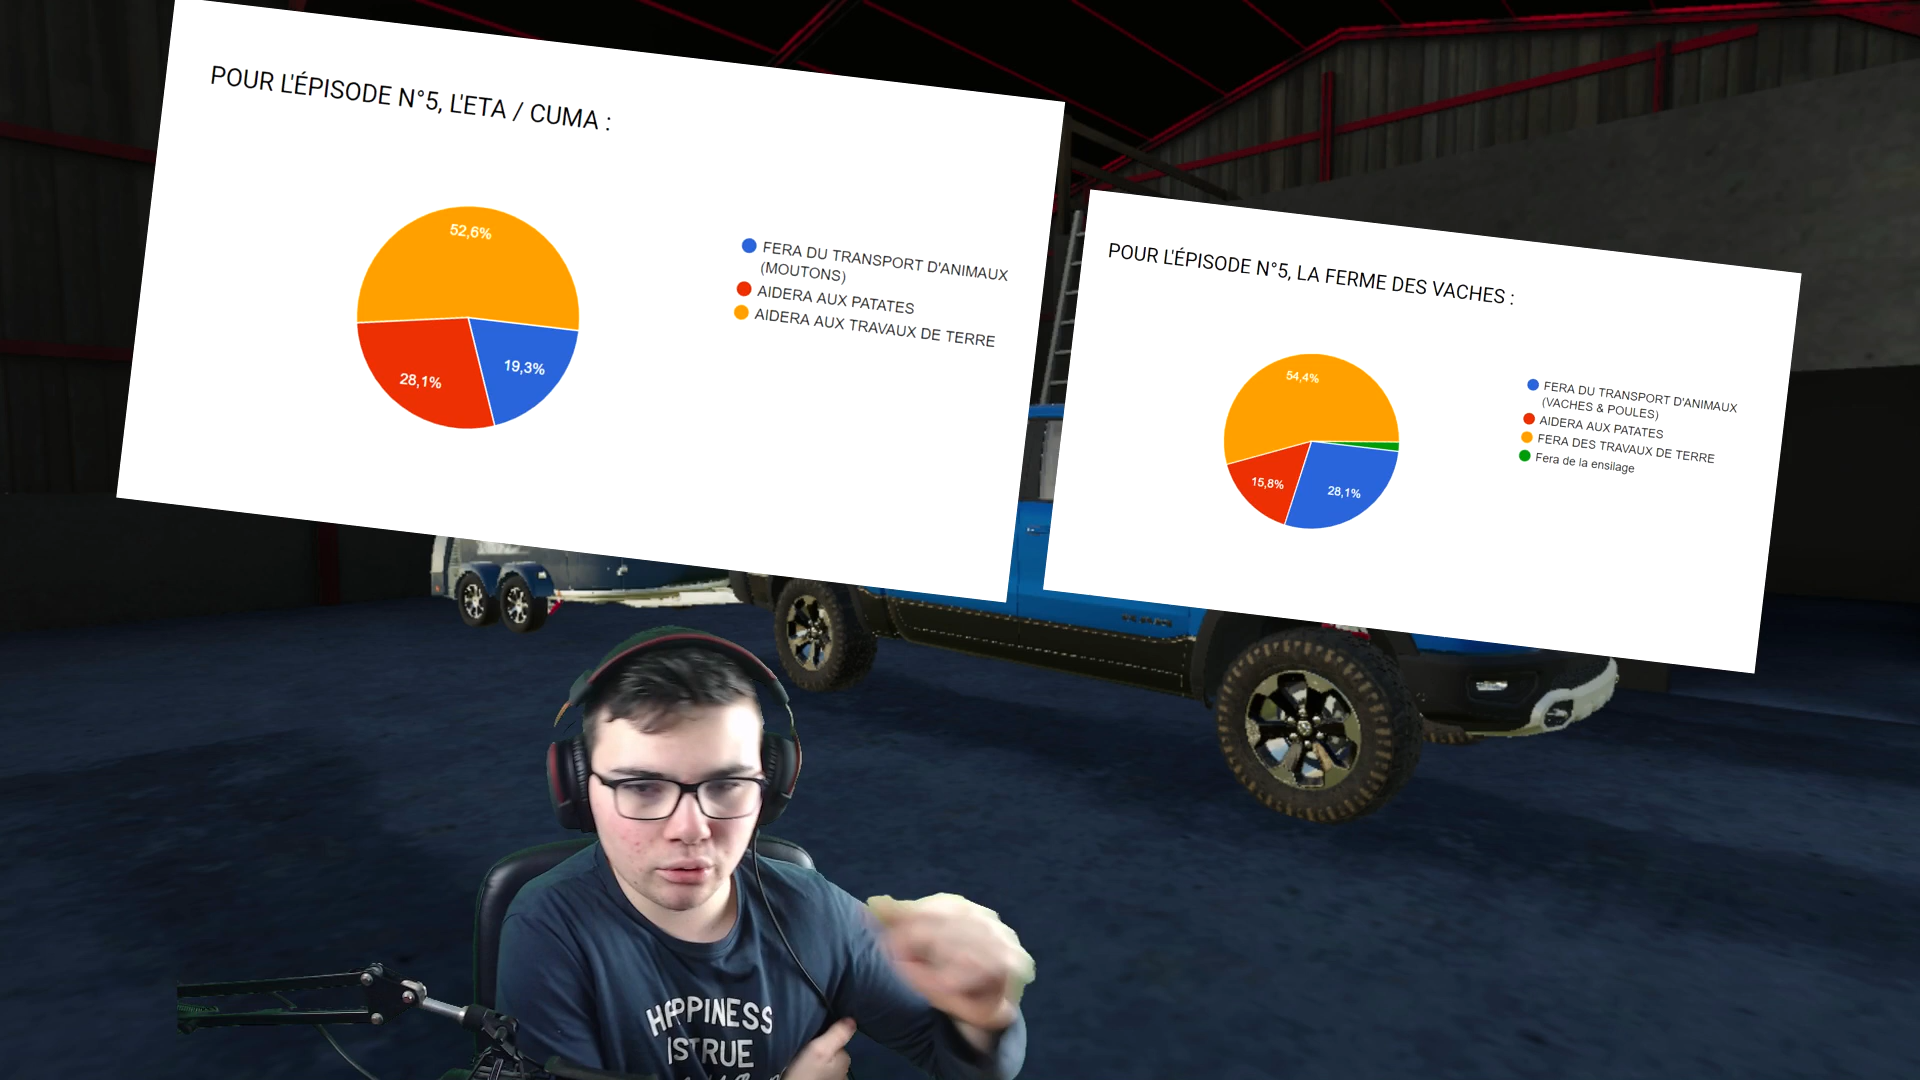 POUR L'ÉPISODE N°5, L'ETA / CUMA :
52,6%
28,1%
19,3%
FERA DU TRANSPORT D'ANIMAUX
(MOUTONS)
AIDERA AUX PATATES
AIDERA AUX TRAVAUX DE TERRE
POUR L'ÉPISODE N°5, LA FERME DES VACHES :
54,4%
15,8%
28,1%
FERA DU TRANSPORT D'ANIMAUX
(VACHES & POULES)
AIDERA AUX PATATES
FERA DES TRAVAUX DE TERRE
Fera de la ensilage
HAPPINESS
IS TRUE